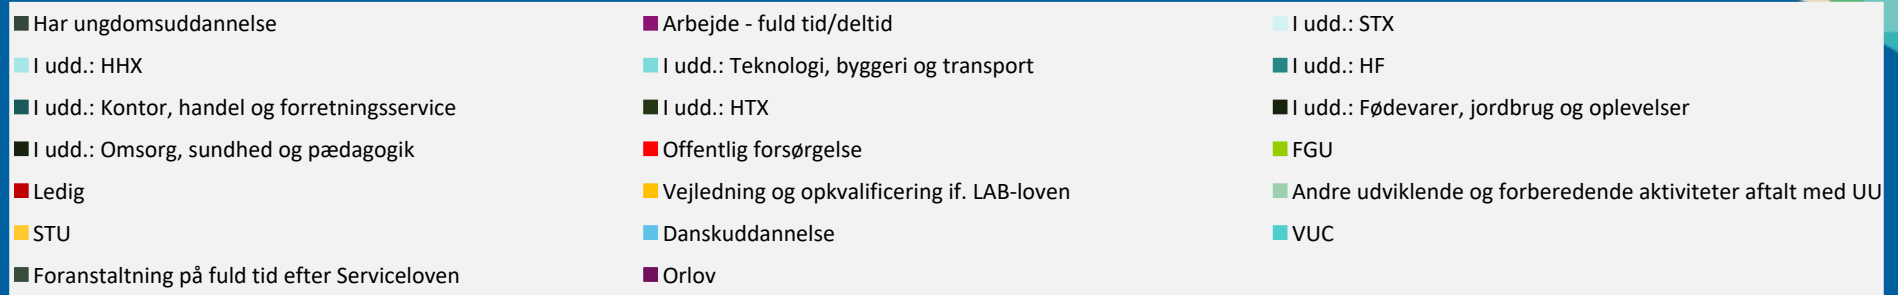 Har ungdomsuddannelse
Arbejde - fuld tid/deltid
I udd.: STX
I udd.: HHX
I udd.: Teknologi, byggeri og transport
I udd.: HF
I udd.: Kontor, handel og forretningsservice
I udd.: HTX
I udd.: Fødevarer, jordbrug og oplevelser
I udd.: Omsorg, sundhed og pædagogik
Offentlig forsørgelse
FGU
Ledig
Vejledning og opkvalificering if. LAB-loven
Andre udviklende og forberedende aktiviteter aftalt med UU
STU
Danskuddannelse
VUC
Foranstaltning på fuld tid efter Serviceloven
Orlov